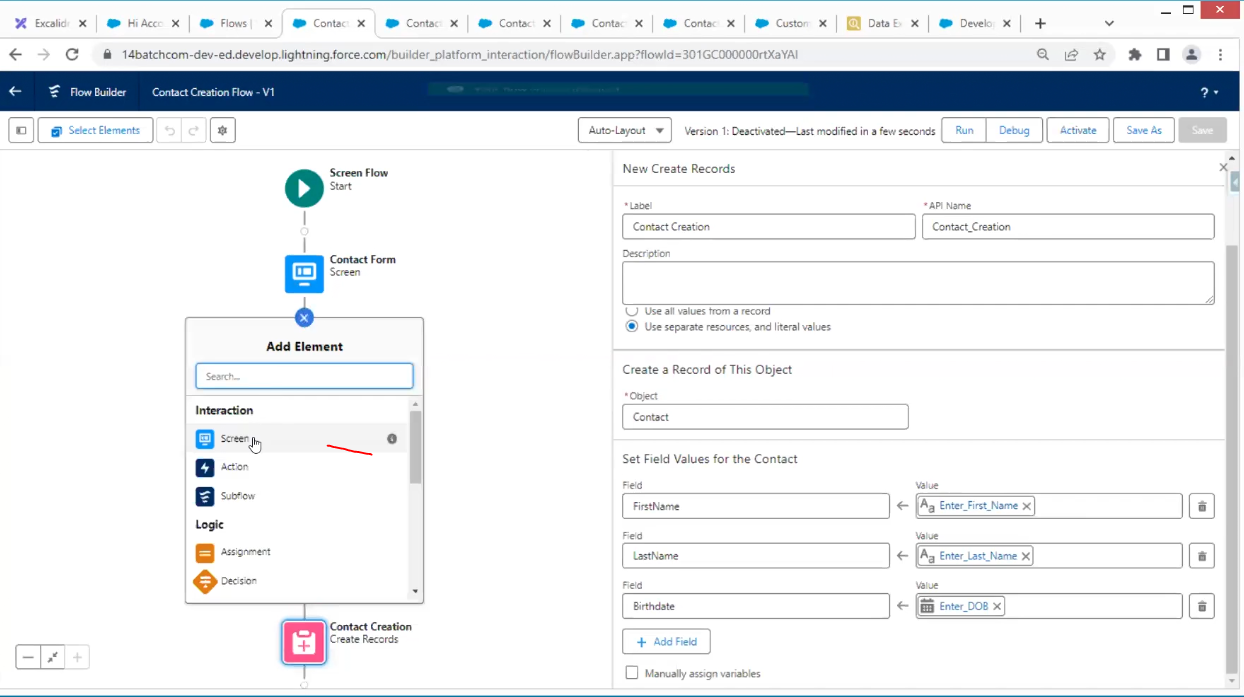 Excalid
Hi Acco
Flows |
Contact
Contact
Contact
Contact
Contact
Custom
Data Ex
Develo
14batchcom-dev-ed.develop.lightning.force.com/builder_platform_interaction/flowBuilder.app?flowId=301GC000000rtXaYAI
Flow Builder
Contact Creation Flow - V1
?
Select Elements
Auto-Layout
Version 1: Deactivated—Last modified in a few seconds
Run
Debug
Activate
Save As
Save
Screen Flow
Start
Contact Form
Screen
Add Element
Search...
Interaction
Screen
Action
Subflow
Logic
Assignment
Decision
Contact Creation
Create Records
New Create Records
*Label
Contact Creation
*API Name
Contact_Creation
Description
Use all values from a record
Use separate resources, and literal values
Create a Record of This Object
*Object
Contact
Set Field Values for the Contact
Field
Value
FirstName
Aa Enter_First_Name
Field
Value
LastName
Aa Enter_Last_Name
Field
Value
Birthdate
Enter_DOB
+ Add Field
Manually assign variables